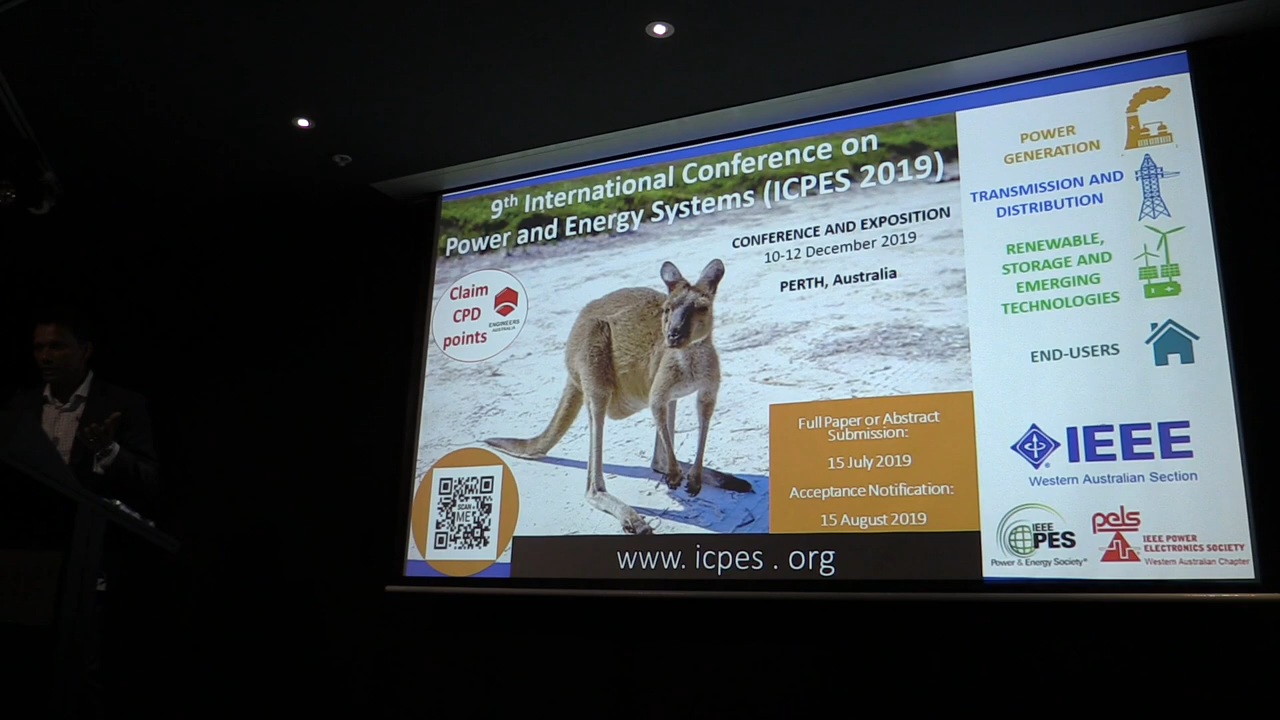 9th International Conference on
Power and Energy Systems (ICPES 2019)
CONFERENCE AND EXPOSITION
10-12 December 2019
PERTH, Australia
Claim
CPD
points
ENGINEERS
AUSTRALIA
Full Paper or Abstract
Submission:
15 July 2019
Acceptance Notification:
15 August 2019
SCAN
ME
www. icpes . org
POWER
GENERATION
TRANSMISSION AND
DISTRIBUTION
RENEWABLE,
STORAGE AND
EMERGING
TECHNOLOGIES
END-USERS
IEEE
Western Australian Section
IEEE
PES
Power & Energy Society®
pels
IEEE POWER
ELECTRONICS SOCIETY
Western Australian Chapter